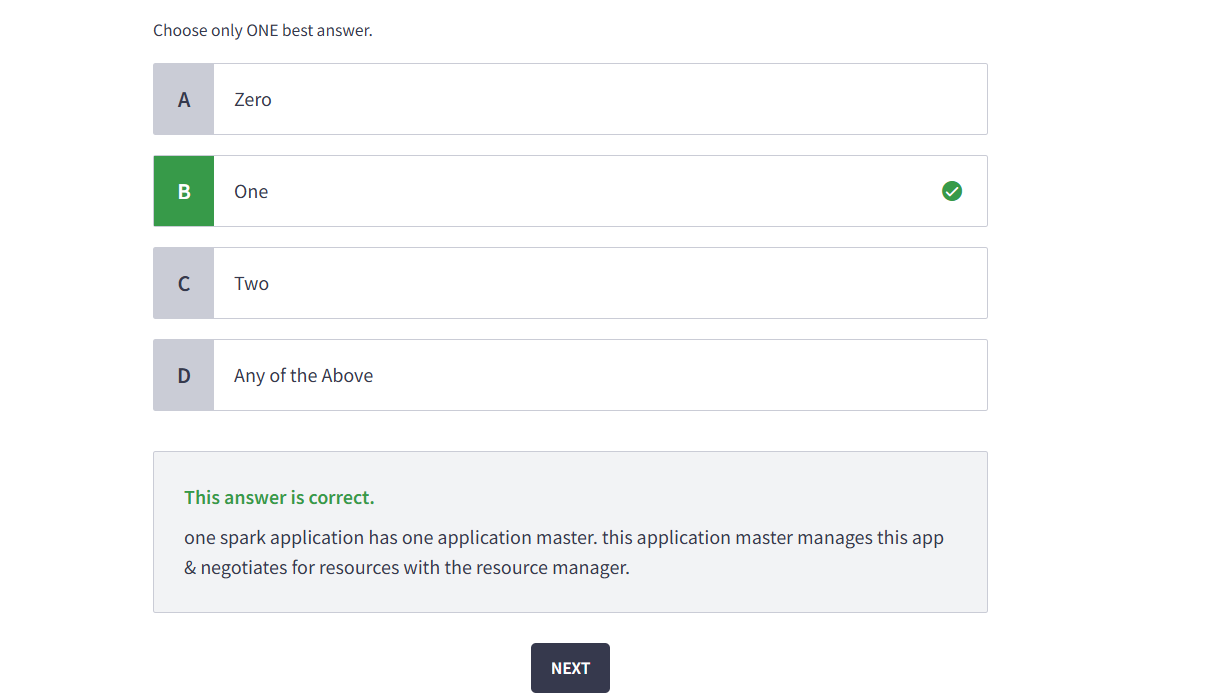 Choose only ONE best answer.
A
Zero
B
One
C
Two
D
Any of the Above
This answer is correct.
one spark application has one application master. this application master manages this app
& negotiates for resources with the resource manager.
NEXT